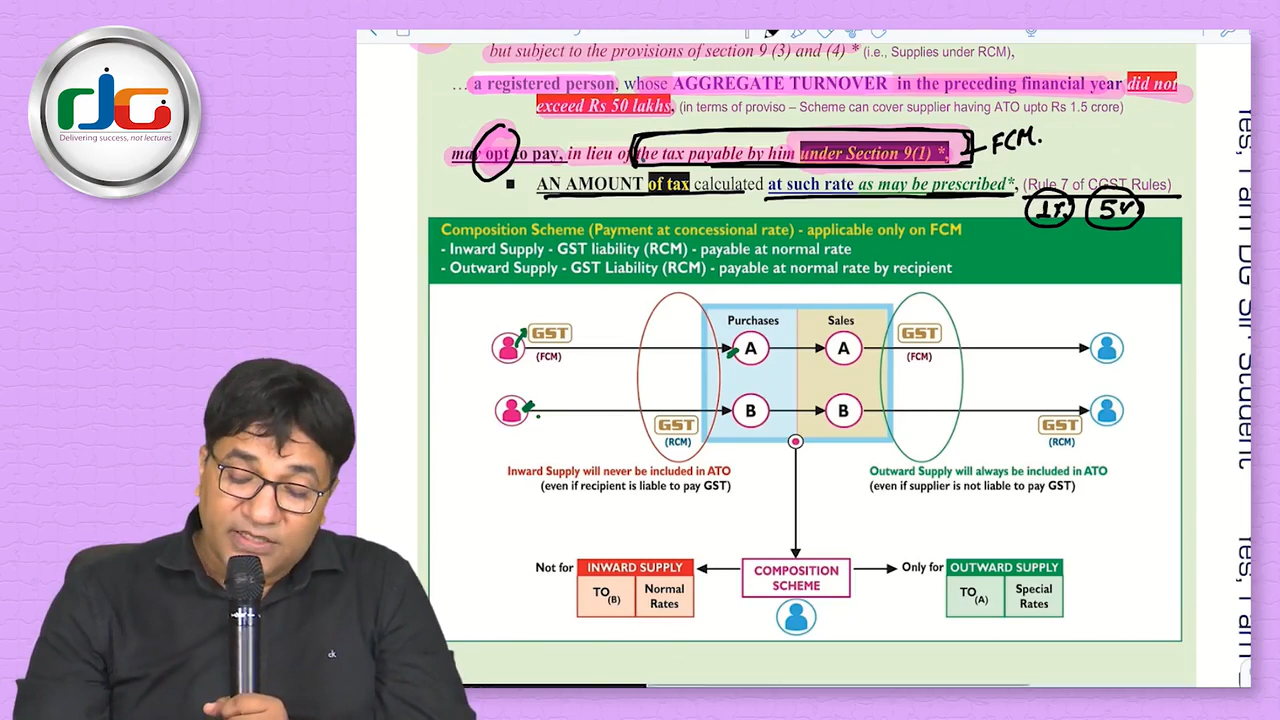 DG
Delivering success, not lectures
but subject to the provisions of section 9 (3) and (4) * (i.e., Supplies under RCM),
… a registered person, whose AGGREGATE TURNOVER in the preceding financial year did not
exceed Rs 50 lakhs, (in terms of proviso – Scheme can cover supplier having ATO upto Rs 1.5 crore)
may opt to pay, in lieu of the tax payable by him under Section 9(1) *, FCM.
■ AN AMOUNT of tax calculated at such rate as may be prescribed*, (Rule 7 of CGST Rules)
Composition Scheme (Payment at concessional rate) - applicable only on FCM
- Inward Supply - GST liability (RCM) - payable at normal rate
- Outward Supply - GST Liability (RCM) - payable at normal rate by recipient
Purchases Sales
GST A A GST
(FCM) (FCM)
B B
GST GST
(RCM) (RCM)
Inward Supply will never be included in ATO
(even if recipient is liable to pay GST)
Outward Supply will always be included in ATO
(even if supplier is not liable to pay GST)
Not for INWARD SUPPLY
TO(B) Normal Rates
COMPOSITION
SCHEME
Only for OUTWARD SUPPLY
TO(A) Special Rates
Yes, I am DG Sir' Student
Yes, I am
dk